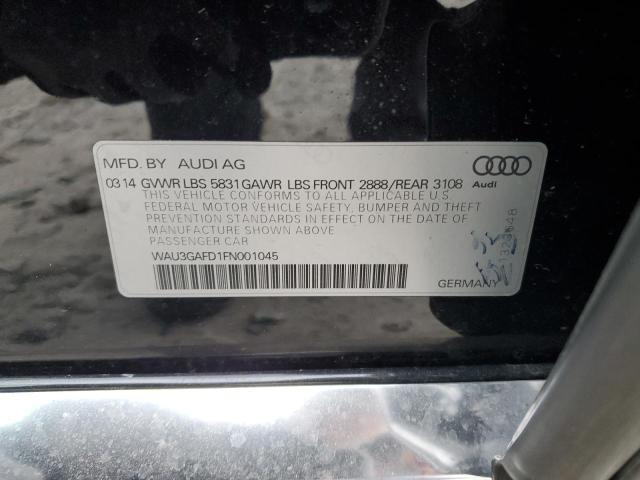 MFD. BY AUDI AG
0314 GVWR LBS 5831 GAWR LBS FRONT 2888/REAR 3108
Audi
THIS VEHICLE CONFORMS TO ALL APPLICABLE U.S.
FEDERAL MOTOR VEHICLE SAFETY, BUMPER AND THEFT
PREVENTION STANDARDS IN EFFECT ON THE DATE OF
MANUFACTURE SHOWN ABOVE
PASSENGER CAR
WAU3GAFD1FN001045
GERMANY